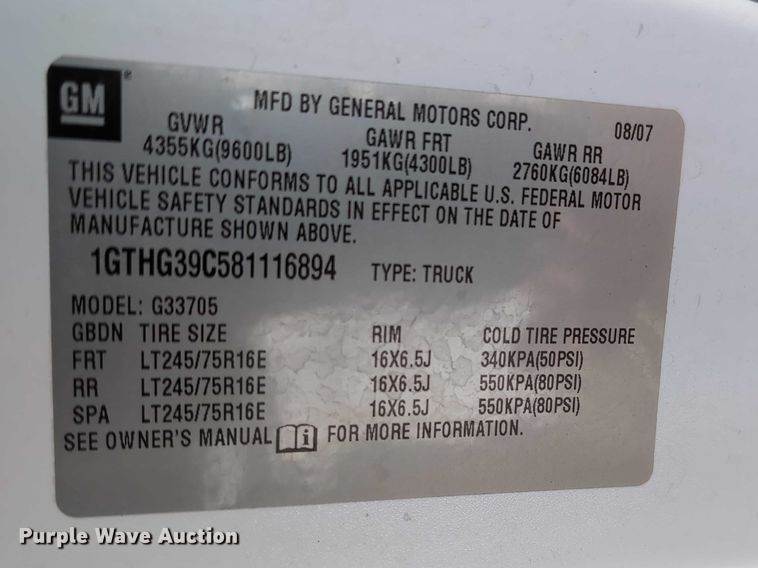 GM®
MFD BY GENERAL MOTORS CORP. 08/07
GVWR GAWR FRT GAWR RR
4355KG(9600LB) 1951KG(4300LB) 2760KG(6084LB)
THIS VEHICLE CONFORMS TO ALL APPLICABLE U.S. FEDERAL MOTOR
VEHICLE SAFETY STANDARDS IN EFFECT ON THE DATE OF
MANUFACTURE SHOWN ABOVE.
1GTHG39C581116894 TYPE: TRUCK
MODEL: G33705
GBDN TIRE SIZE RIM COLD TIRE PRESSURE
FRT LT245/75R16E 16X6.5J 340KPA(50PSI)
RR LT245/75R16E 16X6.5J 550KPA(80PSI)
SPA LT245/75R16E 16X6.5J 550KPA(80PSI)
SEE OWNER'S MANUAL i FOR MORE INFORMATION.
Purple Wave Auction